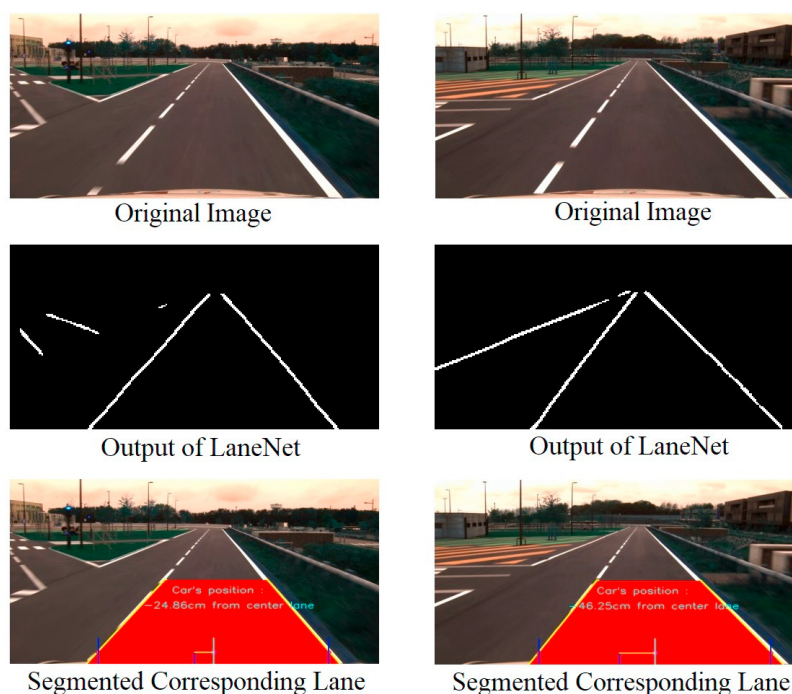 Original Image
Original Image
Output of LaneNet
Output of LaneNet
Car's position :
-24.86cm from center lane
Car's position :
-46.25cm from center lane
Segmented Corresponding Lane
Segmented Corresponding Lane